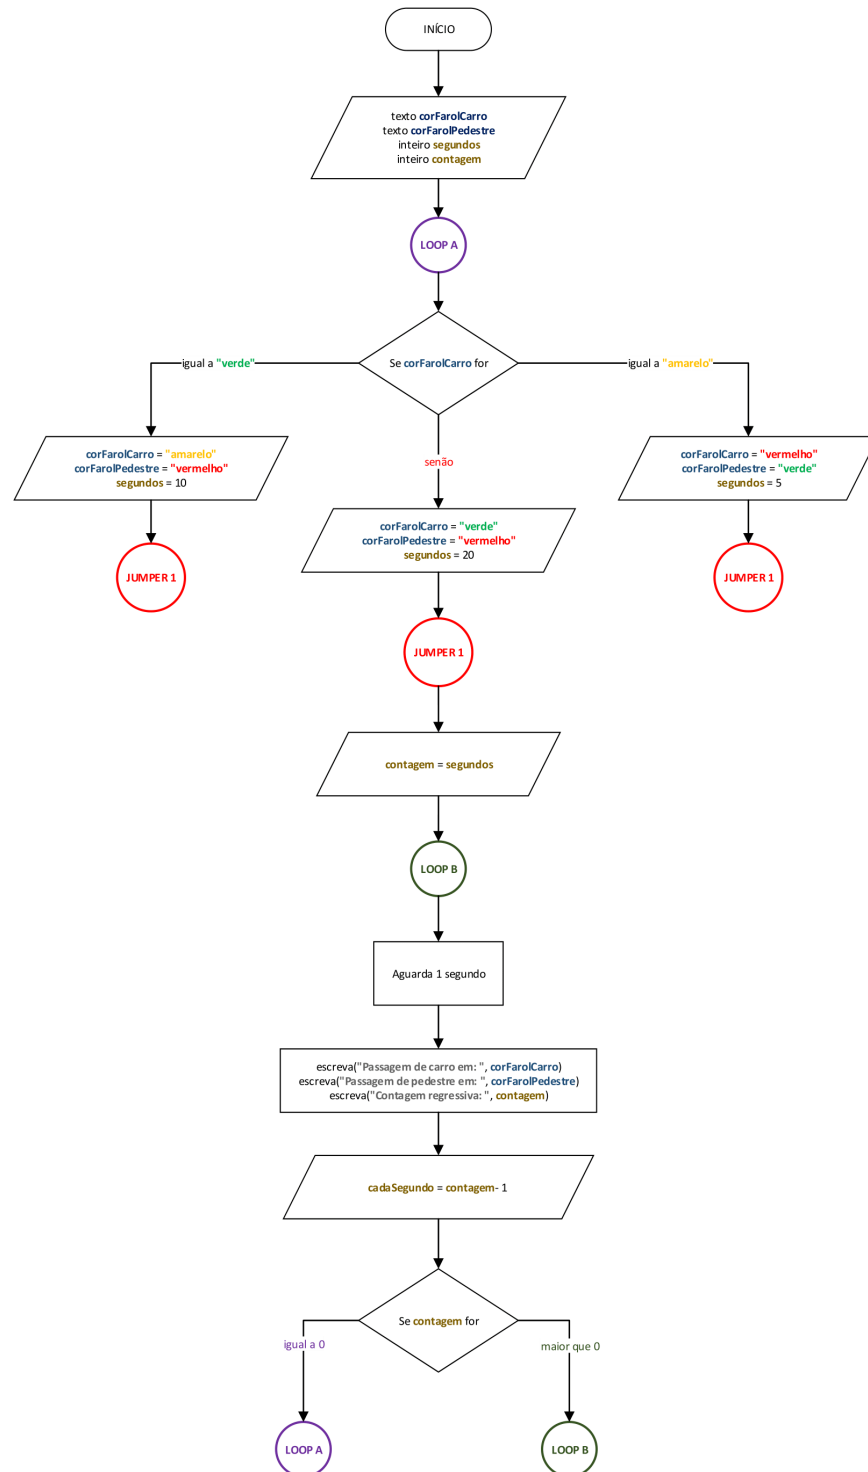 INÍCIO
texto corFarolCarro
texto corFarolPedestre
inteiro segundos
inteiro contagem
LOOP A
Se corFarolCarro for
igual a "verde"
igual a "amarelo"
corFarolCarro = "amarelo"
corFarolPedestre = "vermelho"
segundos = 10
JUMPER 1
senão
corFarolCarro = "verde"
corFarolPedestre = "vermelho"
segundos = 20
JUMPER 1
corFarolCarro = "vermelho"
corFarolPedestre = "verde"
segundos = 5
JUMPER 1
contagem = segundos
LOOP B
Aguarda 1 segundo
escreva("Passagem de carro em: ", corFarolCarro)
escreva("Passagem de pedestre em: ", corFarolPedestre)
escreva("Contagem regressiva: ", contagem)
cadaSegundo = contagem- 1
Se contagem for
igual a 0
maior que 0
LOOP A
LOOP B